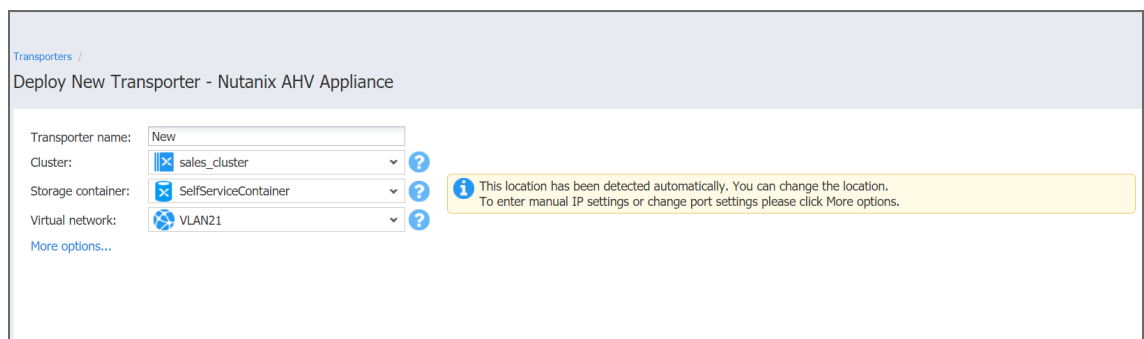 Transporters /
Deploy New Transporter - Nutanix AHV Appliance
Transporter name: New
Cluster: sales_cluster ?
Storage container: SelfServiceContainer ?
This location has been detected automatically. You can change the location.
To enter manual IP settings or change port settings please click More options.
Virtual network: VLAN21 ?
More options...